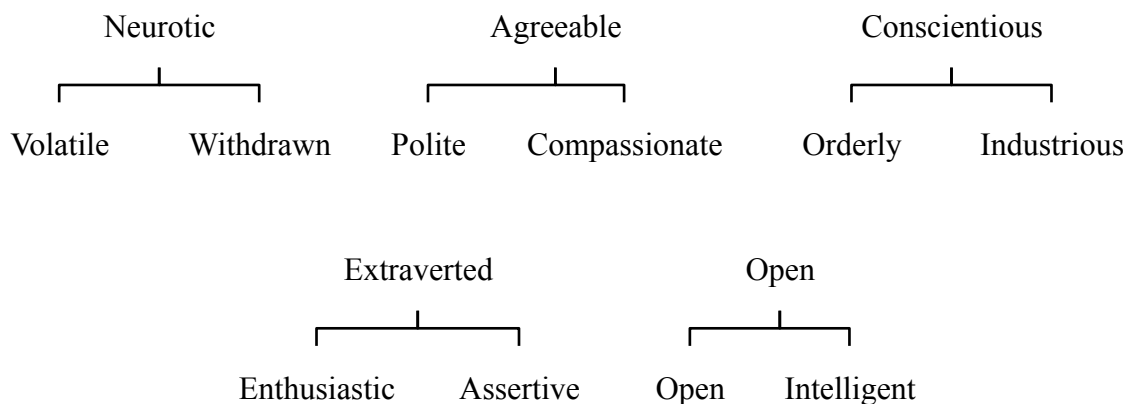 Neurotic Agreeable Conscientious
Volatile Withdrawn Polite Compassionate Orderly Industrious
Extraverted Open
Enthusiastic Assertive Open Intelligent